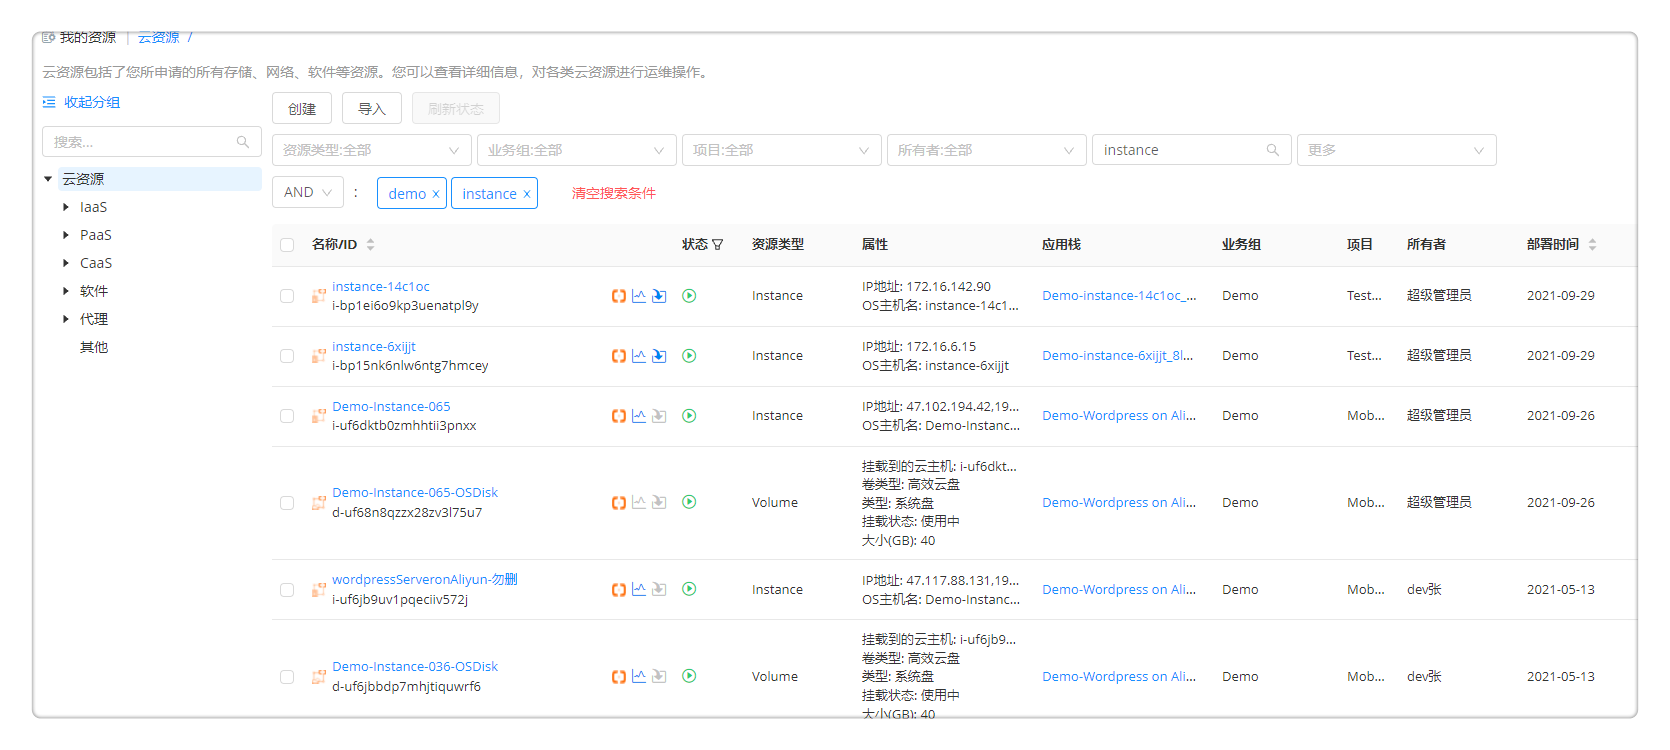 我的资源 | 云资源 /
云资源包括了您所申请的所有存储、网络、软件等资源。您可以查看详细信息，对各类云资源进行运维操作。
收起分组
搜索...
云资源
IaaS
PaaS
CaaS
软件
代理
其他
创建 导入 刷新状态
资源类型:全部 业务组:全部 项目:全部 所有者:全部 instance 更多
AND : demo × instance × 清空搜索条件
名称/ID 状态 资源类型 属性 应用栈 业务组 项目 所有者 部署时间
instance-14c1oc
i-bp1ei6o9kp3uenatpl9y
Instance
IP地址: 172.16.142.90
OS主机名: instance-14c1...
Demo-instance-14c1oc_... Demo Test... 超级管理员 2021-09-29
instance-6xijjt
i-bp15nk6nlw6ntg7hmcey
Instance
IP地址: 172.16.6.15
OS主机名: instance-6xijjt
Demo-instance-6xijjt_8l... Demo Test... 超级管理员 2021-09-29
Demo-Instance-065
i-uf6dktb0zmhhtii3pnxx
Instance
IP地址: 47.102.194.42,19...
OS主机名: Demo-Instanc...
Demo-Wordpress on Ali... Demo Mob... 超级管理员 2021-09-26
Demo-Instance-065-OSDisk
d-uf68n8qzzx28zv3l75u7
Volume
挂载到的云主机: i-uf6dkt...
卷类型: 高效云盘
类型: 系统盘
挂载状态: 使用中
大小(GB): 40
Demo-Wordpress on Ali... Demo Mob... 超级管理员 2021-09-26
wordpressServeronAliyun-勿删
i-uf6jb9uv1pqeciiv572j
Instance
IP地址: 47.117.88.131,19...
OS主机名: Demo-Instanc...
Demo-Wordpress on Ali... Demo Mob... dev张 2021-05-13
Demo-Instance-036-OSDisk
d-uf6jbbdp7mhjtiquwrf6
Volume
挂载到的云主机: i-uf6jb9...
卷类型: 高效云盘
类型: 系统盘
挂载状态: 使用中
大小(GB): 40
Demo-Wordpress on Ali... Demo Mob... dev张 2021-05-13